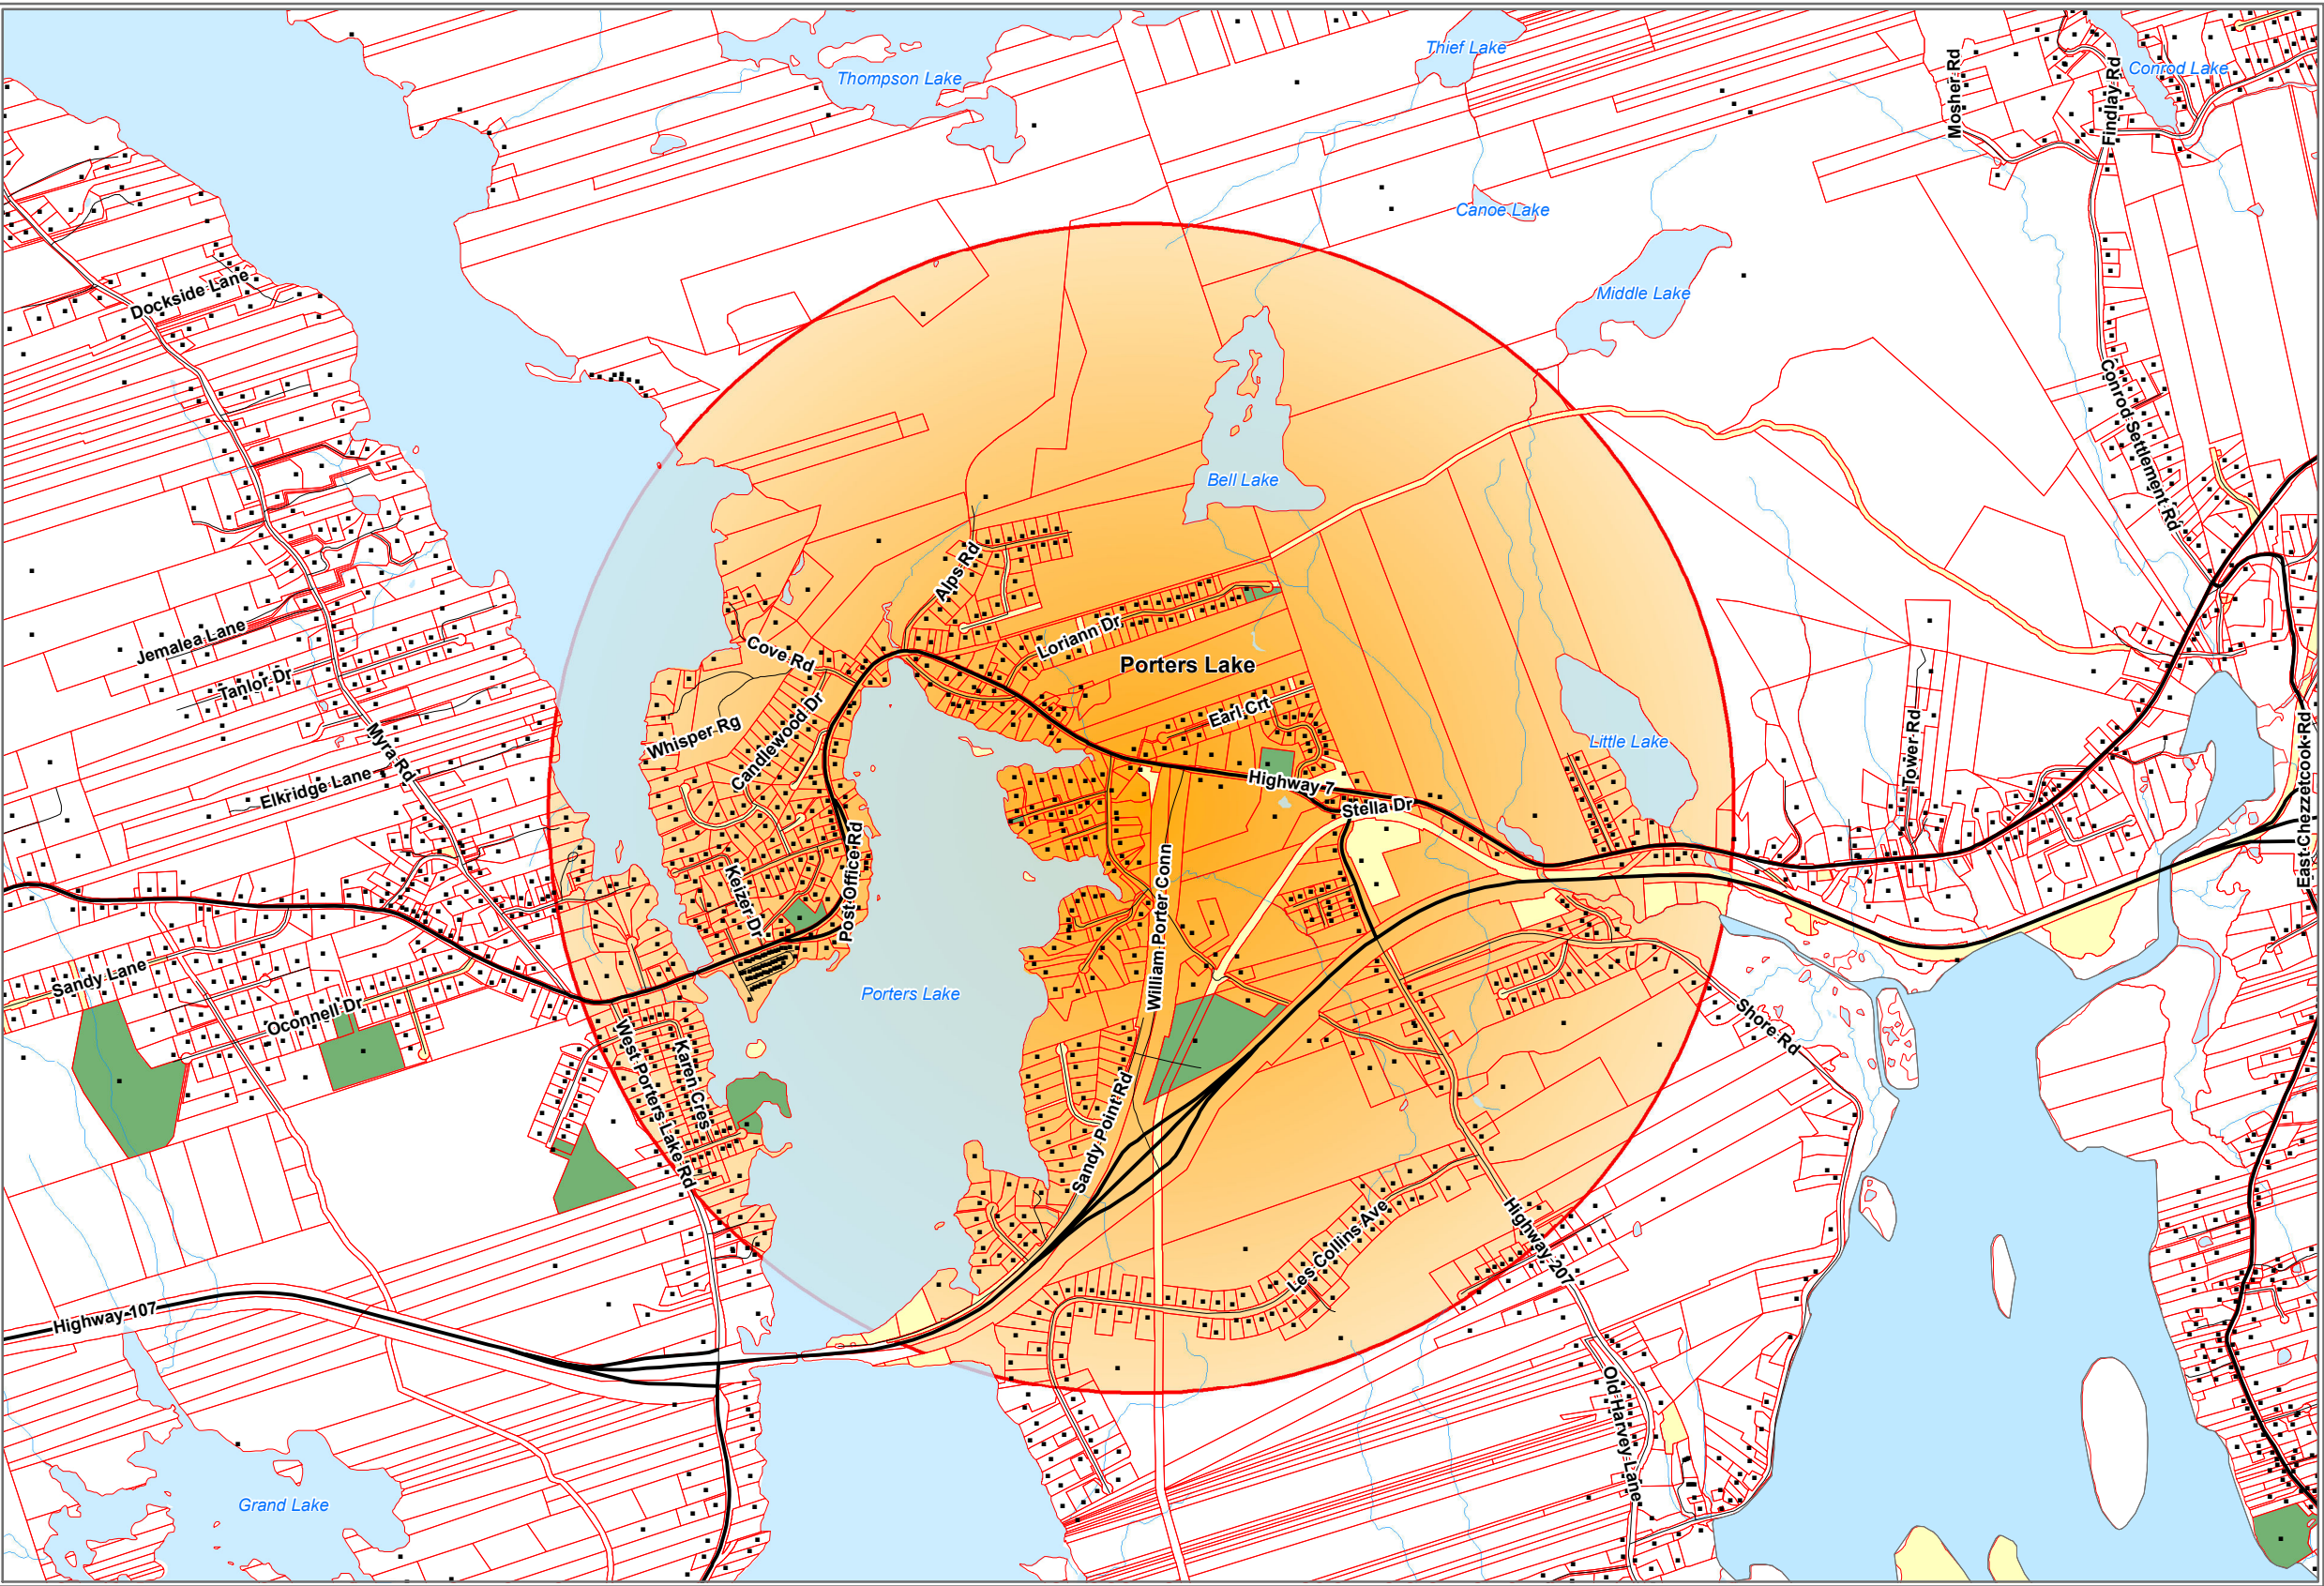 Thief Lake
Thompson Lake
Conrod Lake
Mosher Rd
Findlay Rd
Canoe Lake
Dockside Lane
Middle Lake
Conrod Settlement Rd
Bell Lake
Alps Rd
Jemalea Lane
Loriann Dr
Cove Rd
Porters Lake
Tanlor Dr
Earl Crt
Whisper Rg
Candlewood Dr
Myra Rd
Little Lake
Tower Rd
East Chezzetcook Rd
Elkridge Lane
Highway 7
Stella Dr
Post Office Rd
Keizer Dr
William Porter Conn
Sandy Lane
Porters Lake
Oconnell Dr
Shore Rd
West Porters Lake Rd
Karen Cres
Sandy Point Rd
Highway 207
Les Collins Ave
Highway 107
Old Harvey Lane
Grand Lake